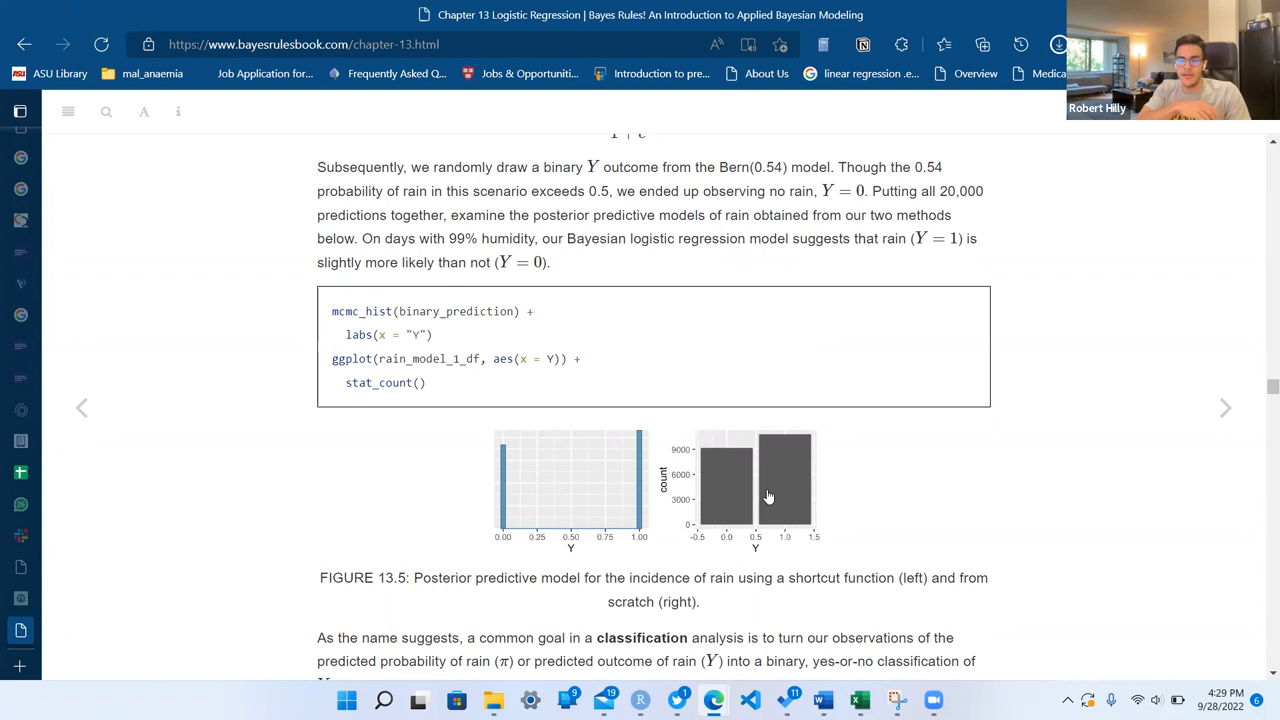 Chapter 13 Logistic Regression | Bayes Rules! An Introduction to Applied Bayesian Modeling
https://www.bayesrulesbook.com/chapter-13.html
ASU Library
mal_anaemia
Job Application for...
Frequently Asked Q...
Jobs & Opportuniti...
Introduction to pre...
About Us
linear regression .e...
Overview
Medica
Robert Hilly
Subsequently, we randomly draw a binary Y outcome from the Bern(0.54) model. Though the 0.54
probability of rain in this scenario exceeds 0.5, we ended up observing no rain, Y = 0. Putting all 20,000
predictions together, examine the posterior predictive models of rain obtained from our two methods
below. On days with 99% humidity, our Bayesian logistic regression model suggests that rain (Y = 1) is
slightly more likely than not (Y = 0).
mcmc_hist(binary_prediction) +
labs(x = "Y")
ggplot(rain_model_1_df, aes(x = Y)) +
stat_count()
0.00 0.25 0.50 0.75 1.00
Y
count
9000
6000
3000
0
-0.5 0.0 0.5 1.0 1.5
Y
FIGURE 13.5: Posterior predictive model for the incidence of rain using a shortcut function (left) and from
scratch (right).
As the name suggests, a common goal in a classification analysis is to turn our observations of the
predicted probability of rain (π) or predicted outcome of rain (Y) into a binary, yes-or-no classification of
9
19
1
11
4:29 PM
9/28/2022
6